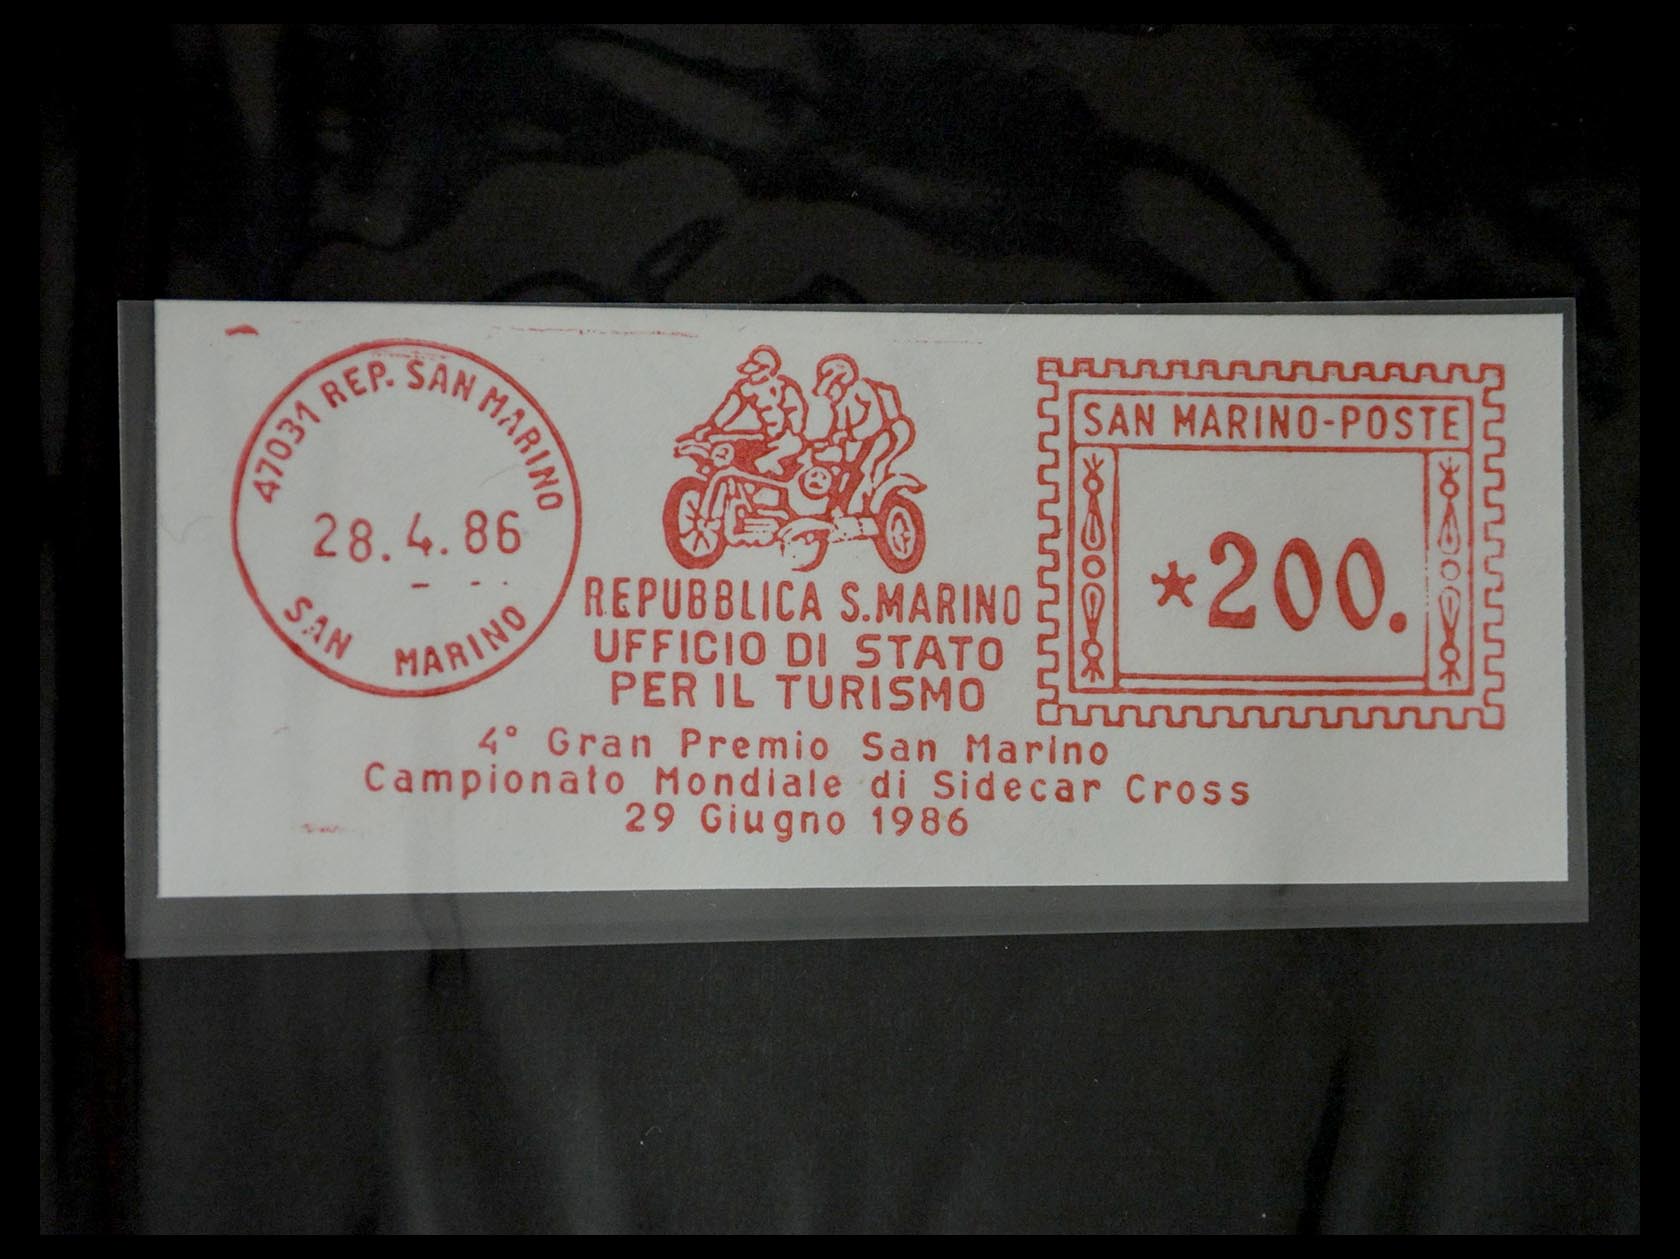 47031 REP. SAN MARINO
28.4.86
SAN MARINO
REPUBBLICA S.MARINO
UFFICIO DI STATO
PER IL TURISMO
4° Gran Premio San Marino
Campionato Mondiale di Sidecar Cross
29 Giugno 1986
SAN MARINO-POSTE
*200.